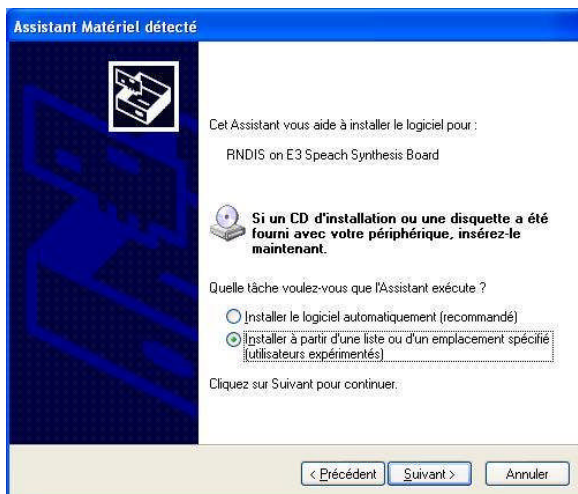 Assistant Matériel détecté
Cet Assistant vous aide à installer le logiciel pour :
RNDIS on E3 Speach Synthesis Board
Si un CD d'installation ou une disquette a été
fourni avec votre périphérique, insérez-le
maintenant.
Quelle tâche voulez-vous que l'Assistant exécute ?
Installer le logiciel automatiquement (recommandé)
Installer à partir d'une liste ou d'un emplacement spécifié
(utilisateurs expérimentés)
Cliquez sur Suivant pour continuer.
< Précédent Suivant > Annuler